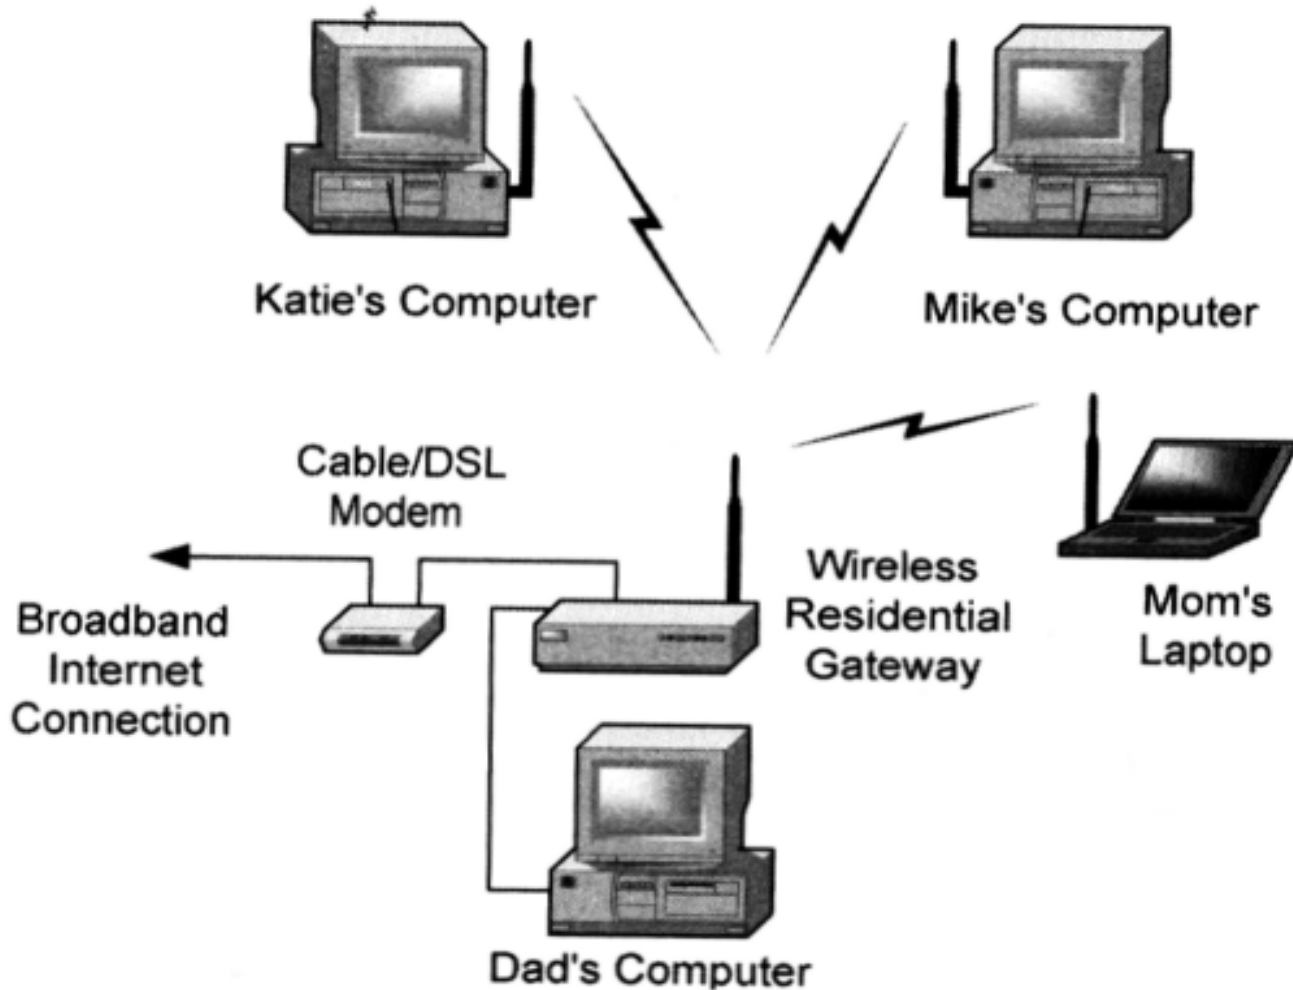 Katie's Computer
Mike's Computer
Cable/DSL
Modem
Broadband
Internet
Connection
Wireless
Residential
Gateway
Mom's
Laptop
Dad's Computer